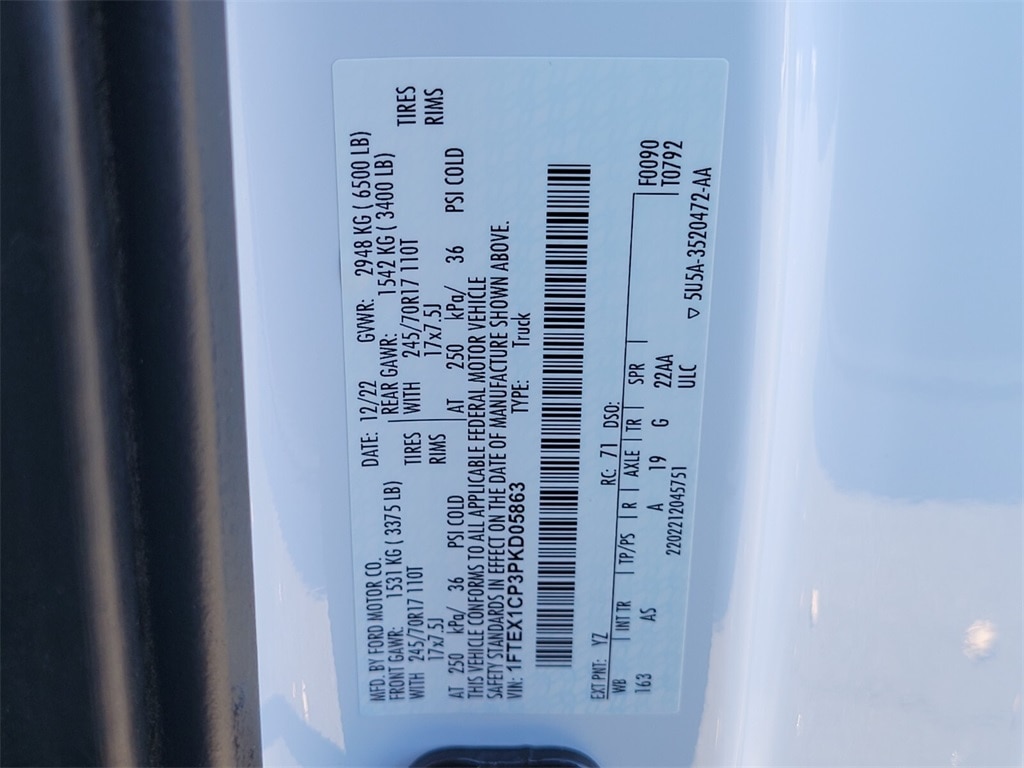 MFD. BY FORD MOTOR CO. DATE: 12/22 GVWR: 2948 KG ( 6500 LB)
FRONT GAWR: 1531 KG ( 3375 LB) REAR GAWR: 1542 KG ( 3400 LB)
WITH 245/70R17 110T TIRES WITH 245/70R17 110T TIRES
17x7.5J RIMS 17x7.5J RIMS
AT 250 kPa/ 36 PSI COLD AT 250 kPa/ 36 PSI COLD
THIS VEHICLE CONFORMS TO ALL APPLICABLE FEDERAL MOTOR VEHICLE
SAFETY STANDARDS IN EFFECT ON THE DATE OF MANUFACTURE SHOWN ABOVE.
VIN: 1FTEX1CP3PKD05863 TYPE: Truck
EXT PNT: YZ RC: 71 DSO: F0090
WB INT TR TP/PS R AXLE TR SPR T0792
163 AS A 19 G 22AA
2202212045751 ULC 5U5A-3520472-AA